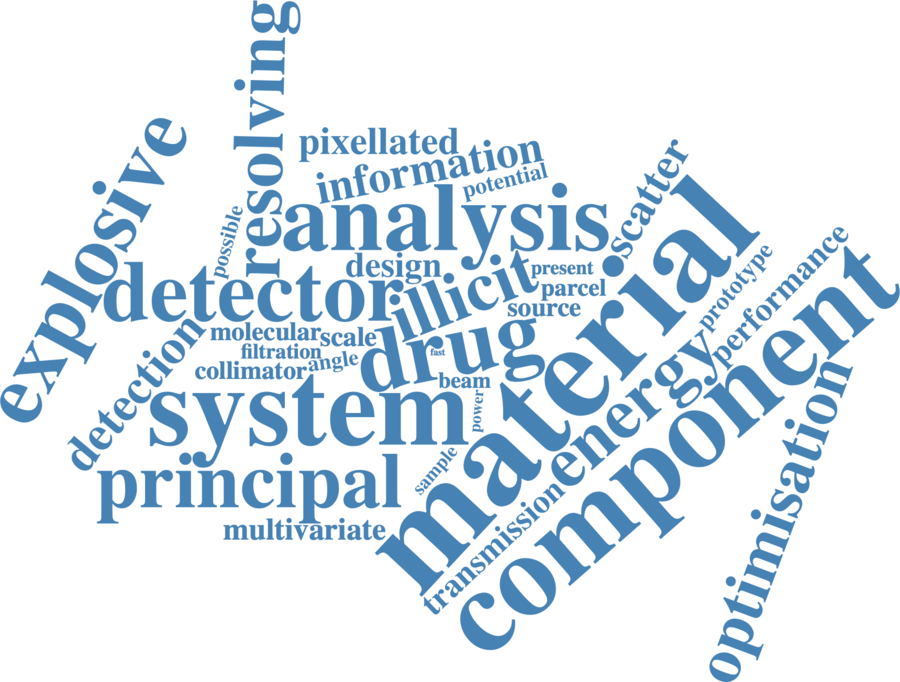 resolving
explosive
pixellated
information
potential
analysis
scatter
possible
design
present
detector
illicit
parcel
source
material
prototype
performance
molecular
scale
filtration
angle
collimator
fast
drug
beam
detection
energy
component
system
power
principal
sample
transmission
multivariate
optimisation